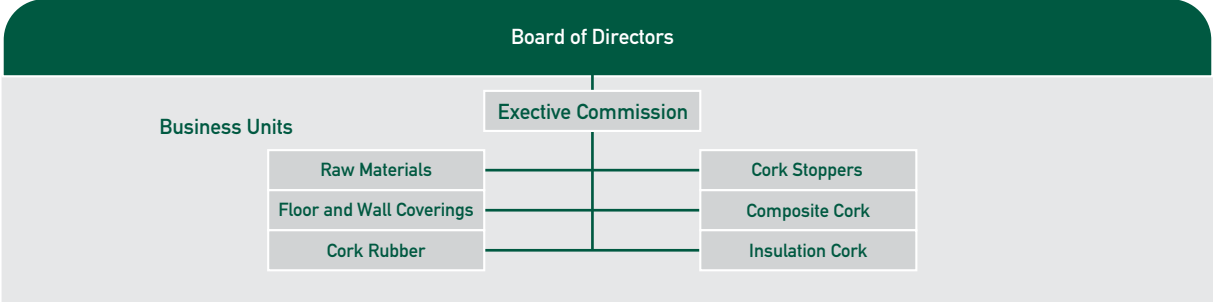 Board of Directors
Exective Commission
Business Units
Raw Materials
Cork Stoppers
Floor and Wall Coverings
Composite Cork
Cork Rubber
Insulation Cork